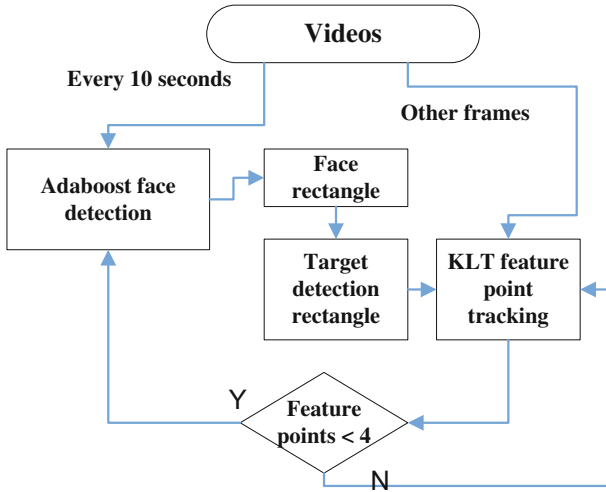 Videos
Every 10 seconds
Other frames
Adaboost face
detection
Face
rectangle
Target
detection
rectangle
KLT feature
point
tracking
Y
Feature
points < 4
N